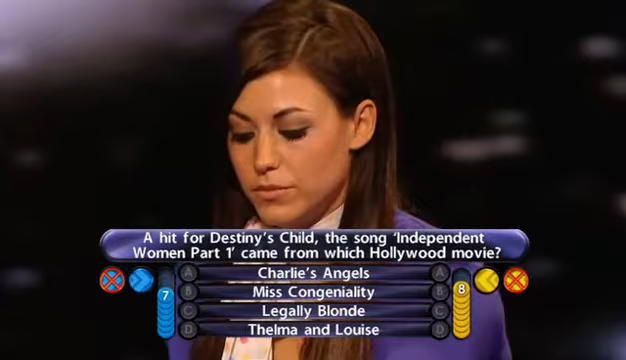 A hit for Destiny's Child, the song 'Independent
Women Part 1' came from which Hollywood movie?
A Charlie's Angels A
B Miss Congeniality B
C Legally Blonde C
D Thelma and Louise D
7
8